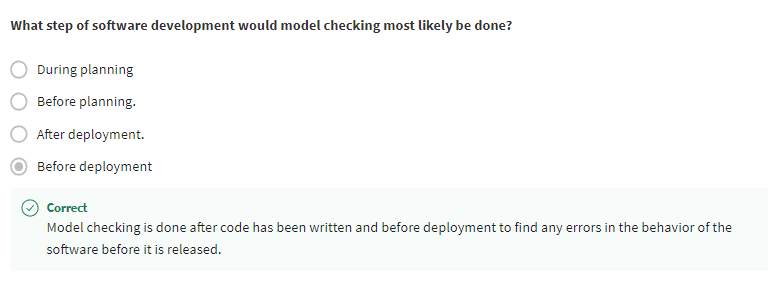 What step of software development would model checking most likely be done?
During planning
Before planning.
After deployment.
Before deployment
Correct
Model checking is done after code has been written and before deployment to find any errors in the behavior of the
software before it is released.